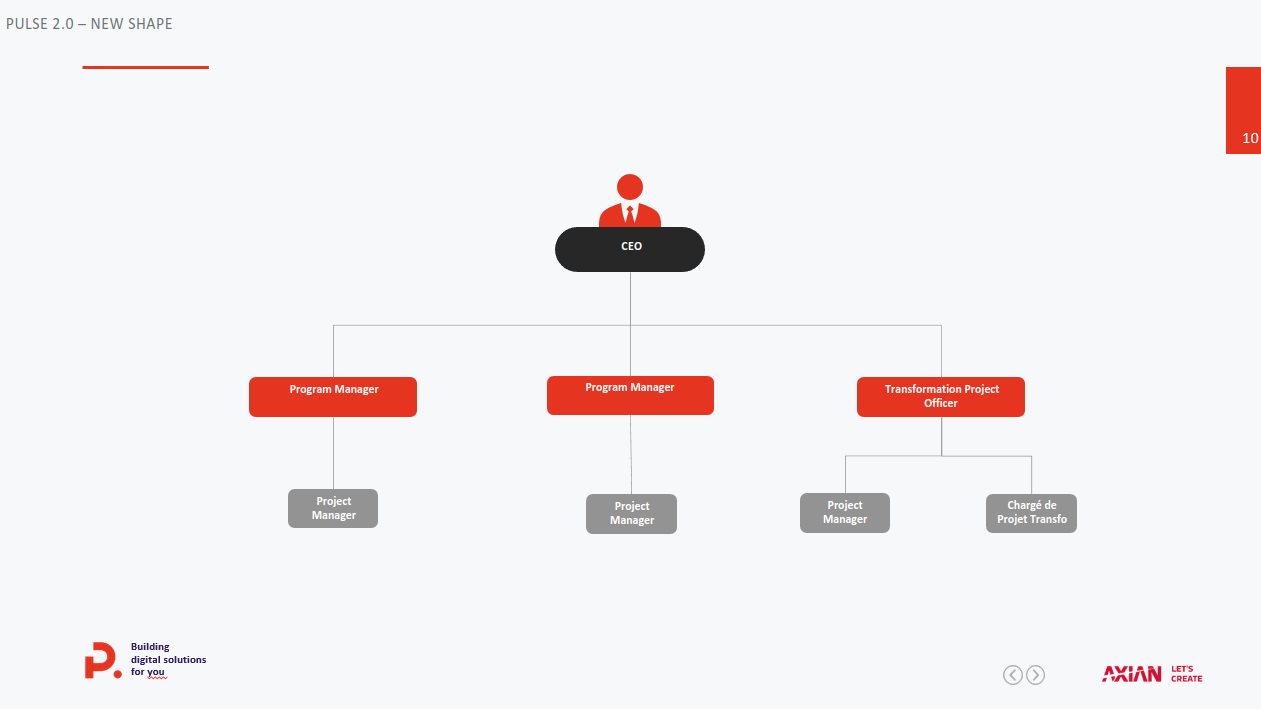 PULSE 2.0 – NEW SHAPE
10
CEO
Program Manager
Program Manager
Transformation Project
Officer
Project
Manager
Project
Manager
Project
Manager
Chargé de
Projet Transfo
P.
Building
digital solutions
for you
AXIAN
LET'S
CREATE